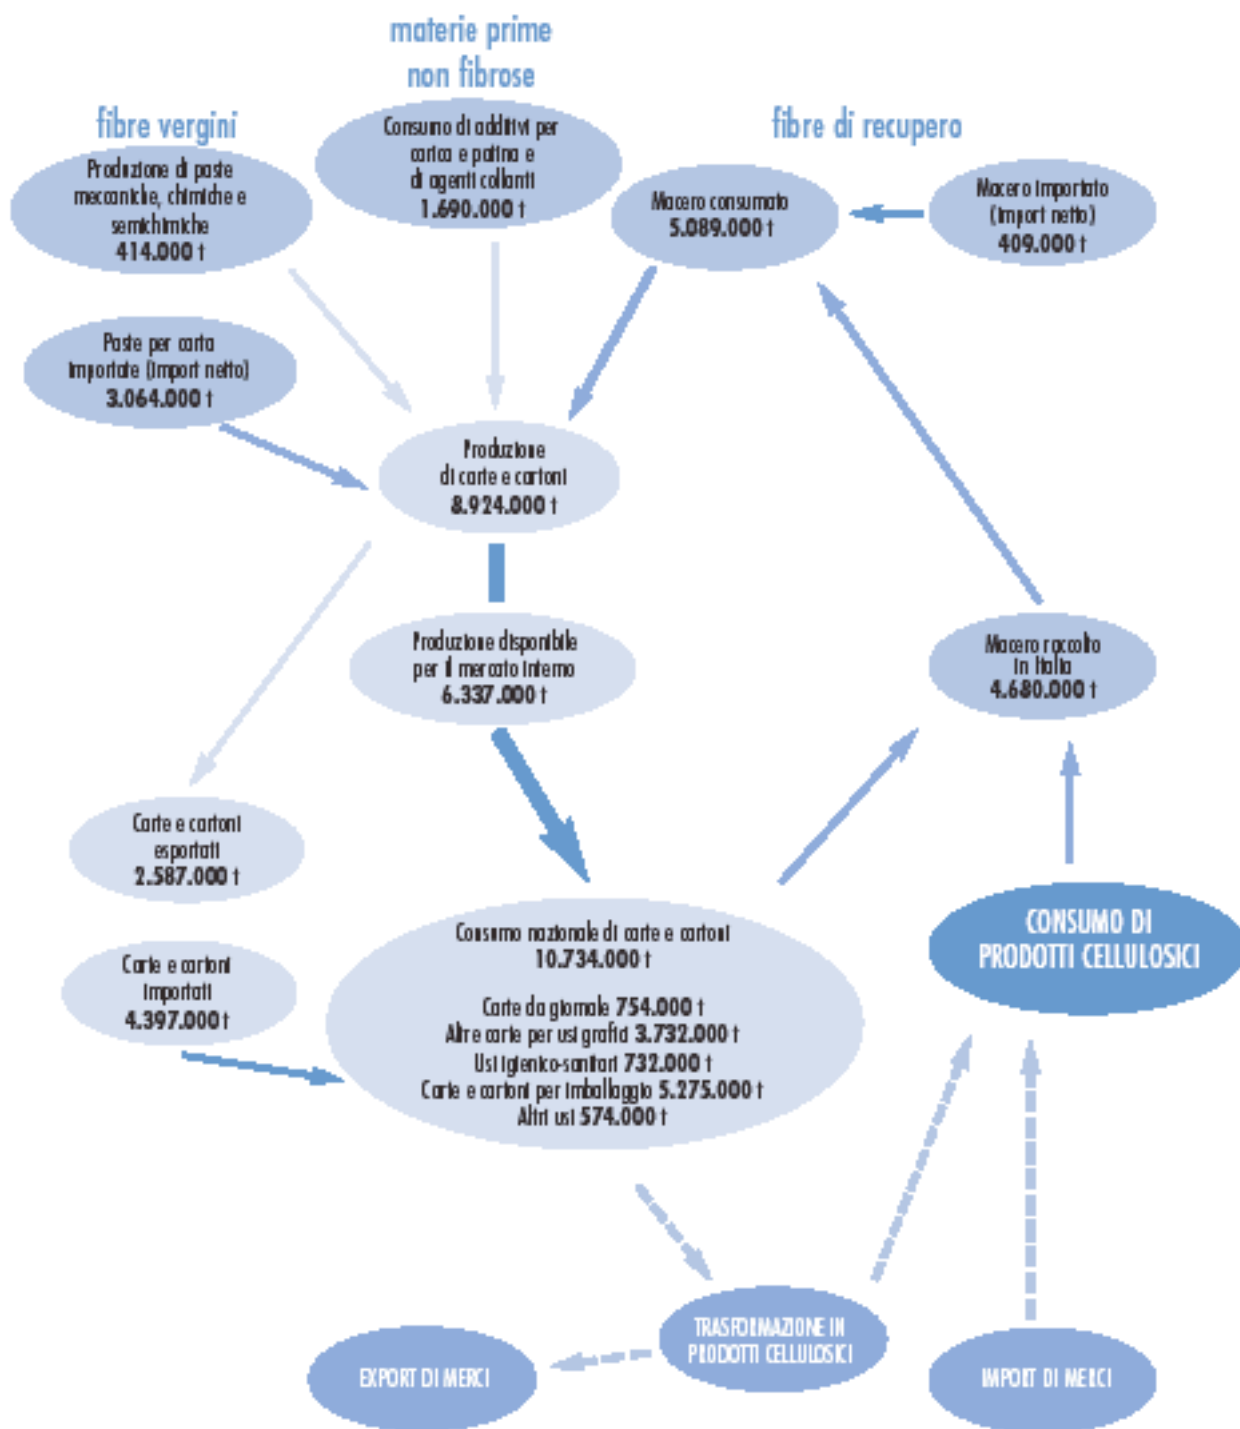 materie prime
non fibrose
fibre vergini
fibre di recupero
Produzione di paste
meccaniche, chimiche e
semichimiche
414.000 t
Consumo di additivi per
carica e patina e
di agenti collanti
1.690.000 t
Macero consumato
5.089.000 t
Macero importato
(import netto)
409.000 t
Paste per carta
importate (import netto)
3.064.000 t
Produzione
di carte e cartoni
8.924.000 t
Produzione disponibile
per il mercato interno
6.337.000 t
Macero raccolto
in Italia
4.680.000 t
Carte e cartoni
esportati
2.587.000 t
Carte e cartoni
importati
4.397.000 t
Consumo nazionale di carte e cartoni
10.734.000 t
Carte da giornale 754.000 t
Altre carte per usi grafici 3.732.000 t
Usi igienico-sanitari 732.000 t
Carte e cartoni per imballaggio 5.275.000 t
Altri usi 574.000 t
CONSUMO DI
PRODOTTI CELLULOSICI
TRASFORMAZIONE IN
PRODOTTI CELLULOSICI
EXPORT DI MERCI
IMPORT DI MERCI